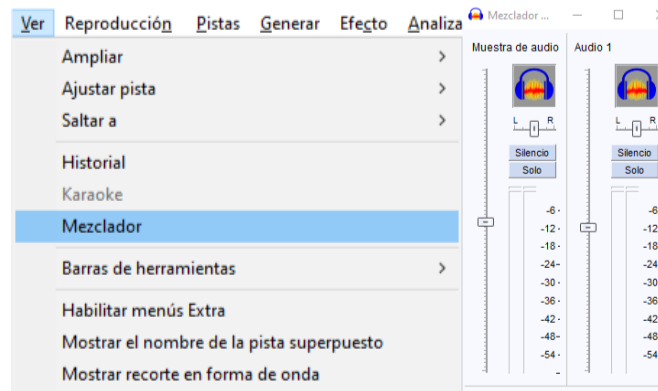 Ver Reproducción Pistas Generar Efecto Analiza
Ampliar
Ajustar pista
Saltar a
Historial
Karaoke
Mezclador
Barras de herramientas
Habilitar menús Extra
Mostrar el nombre de la pista superpuesto
Mostrar recorte en forma de onda
Mezclador ...
Muestra de audio Audio 1
L R L R
Silencio Silencio
Solo Solo
-6 -6
-12 -12
-18 -18
-24 -24
-30 -30
-36 -36
-42 -42
-48 -48
-54 -54